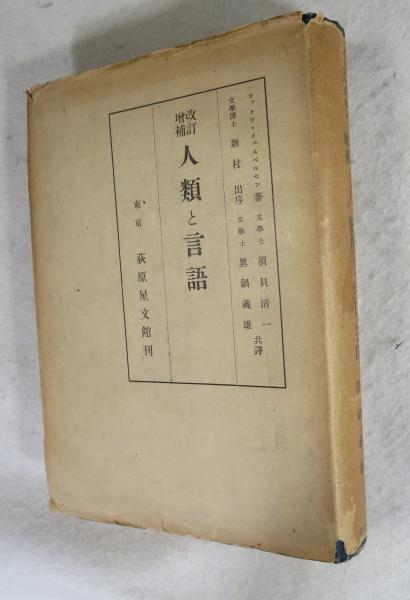 オットウ・イェスペルセン著 文學士 須貝清一
文學博士 新村出序 文學士 眞鍋義雄 共譯
改訂增補 人類と言語
東京 荻原星文館刊